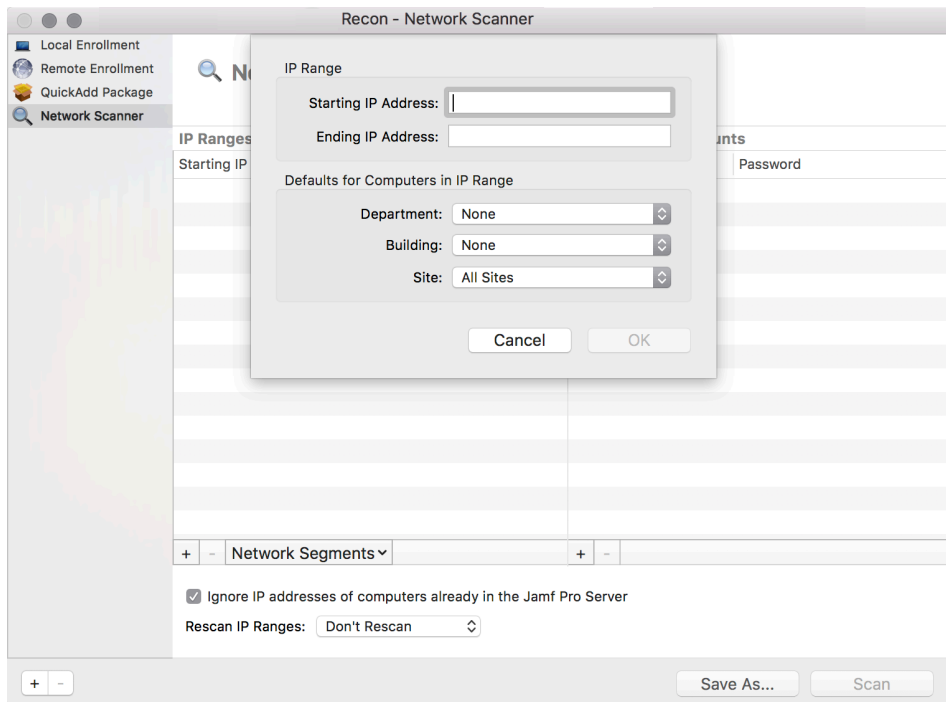 Recon - Network Scanner
Local Enrollment
Remote Enrollment
QuickAdd Package
Network Scanner
IP Range
Starting IP Address:
Ending IP Address:
Defaults for Computers in IP Range
Department: None
Building: None
Site: All Sites
Cancel OK
IP Ranges
Starting IP Password
+ - Network Segments + -
Ignore IP addresses of computers already in the Jamf Pro Server
Rescan IP Ranges: Don't Rescan
+ - Save As... Scan